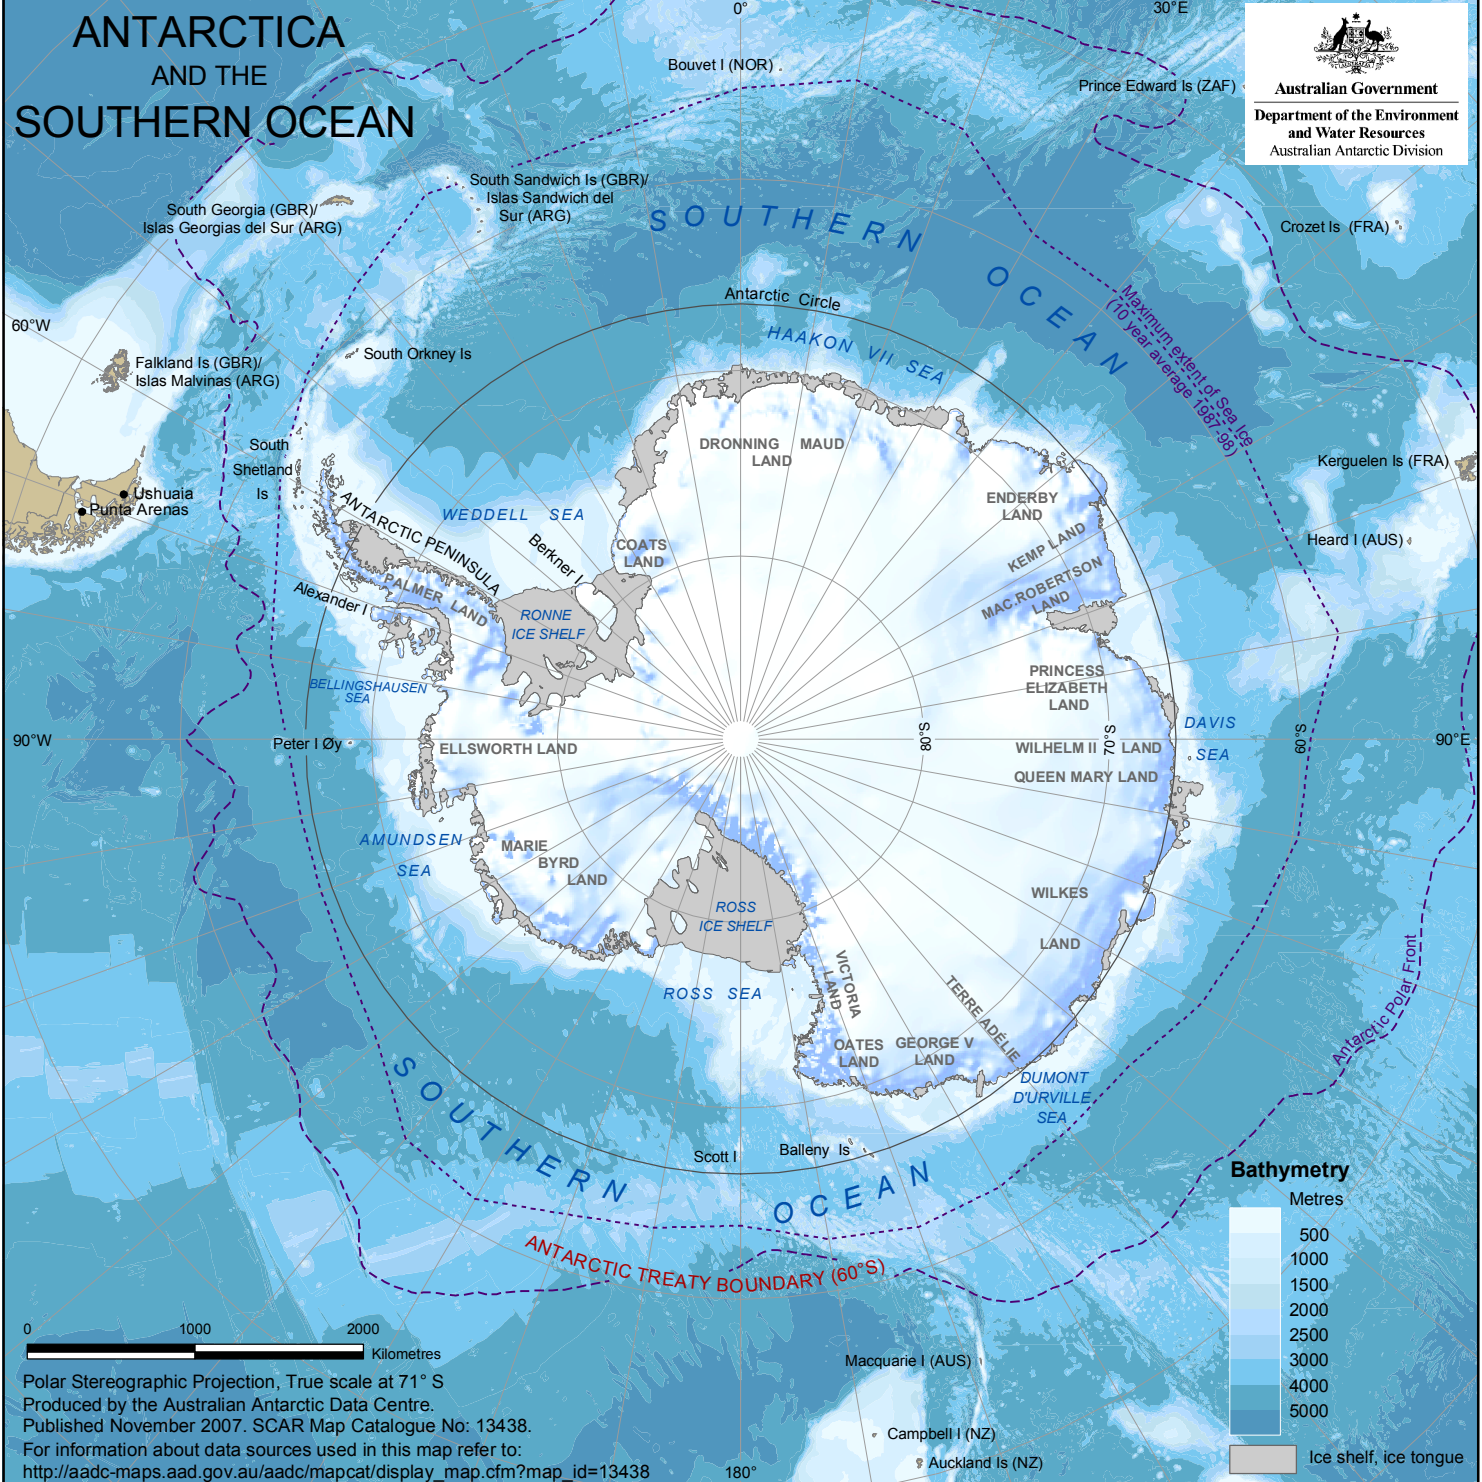 ANTARCTICA
AND THE
SOUTHERN OCEAN
0°
30°E
Australian Government
Department of the Environment
and Water Resources
Australian Antarctic Division
Bouvet I (NOR)
Prince Edward Is (ZAF)
South Sandwich Is (GBR)/
Islas Sandwich del
Sur (ARG)
South Georgia (GBR)/
Islas Georgias del Sur (ARG)
Crozet Is (FRA)
SOUTHERN OCEAN
Maximum extent of Sea Ice
(10 year average 1987-98)
Antarctic Circle
HAAKON VII SEA
60°W
Falkland Is (GBR)/
Islas Malvinas (ARG)
South Orkney Is
South
Shetland
Is
Ushuaia
Punta Arenas
DRONNING MAUD
LAND
Kerguelen Is (FRA)
Heard I (AUS)
ENDERBY
LAND
KEMP LAND
MAC.ROBERTSON
LAND
WEDDELL SEA
ANTARCTIC PENINSULA
Berkner I
COATS
LAND
PALMER LAND
Alexander I
RONNE
ICE SHELF
BELLINGSHAUSEN
SEA
PRINCESS
ELIZABETH
LAND
DAVIS
SEA
90°W
Peter I Øy
ELLSWORTH LAND
80°S
70°S
60°S
90°E
WILHELM II LAND
QUEEN MARY LAND
AMUNDSEN
SEA
MARIE
BYRD
LAND
ROSS
ICE SHELF
WILKES
LAND
ROSS SEA
VICTORIA
LAND
TERRE ADÉLIE
OATES
LAND
GEORGE V
LAND
DUMONT
D'URVILLE
SEA
Antarctic Polar Front
Scott I
Balleny Is
SOUTHERN OCEAN
ANTARCTIC TREATY BOUNDARY (60°S)
Bathymetry
Metres
500
1000
1500
2000
2500
3000
4000
5000
Ice shelf, ice tongue
0 1000 2000
Kilometres
Macquarie I (AUS)
Campbell I (NZ)
Auckland Is (NZ)
180°
Polar Stereographic Projection, True scale at 71° S
Produced by the Australian Antarctic Data Centre.
Published November 2007. SCAR Map Catalogue No: 13438.
For information about data sources used in this map refer to:
http://aadc-maps.aad.gov.au/aadc/mapcat/display_map.cfm?map_id=13438